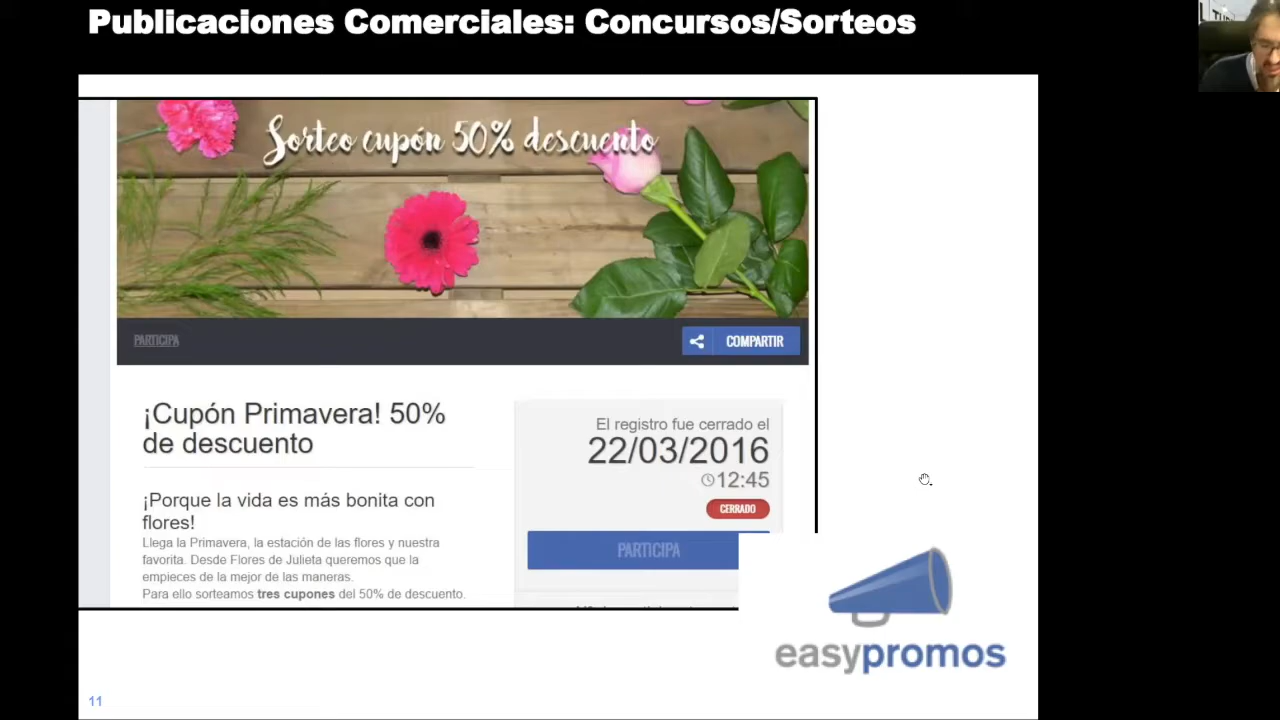 Publicaciones Comerciales: Concursos/Sorteos
Sorteo cupón 50% descuento
PARTICIPA
COMPARTIR
¡Cupón Primavera! 50%
de descuento
¡Porque la vida es más bonita con
flores!
Llega la Primavera, la estación de las flores y nuestra
favorita. Desde Flores de Julieta queremos que la
empieces de la mejor de las maneras.
Para ello sorteamos tres cupones del 50% de descuento.
El registro fue cerrado el
22/03/2016
12:45
CERRADO
PARTICIPA
easypromos
11